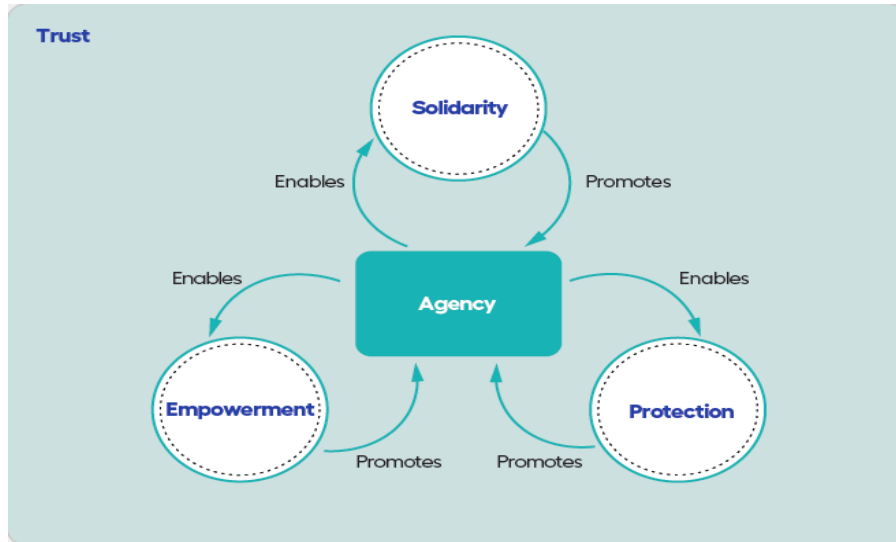 Trust
Solidarity
Enables
Promotes
Enables
Enables
Agency
Empowerment
Protection
Promotes
Promotes